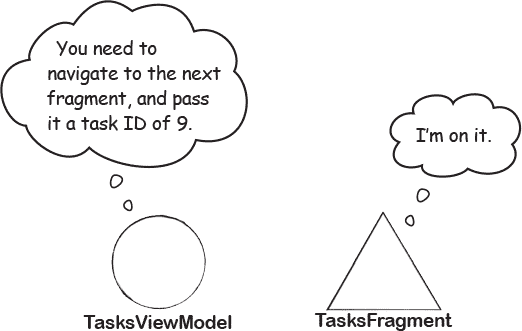 You need to
navigate to the next
fragment, and pass
it a task ID of 9.
I'm on it.
TasksViewModel
TasksFragment